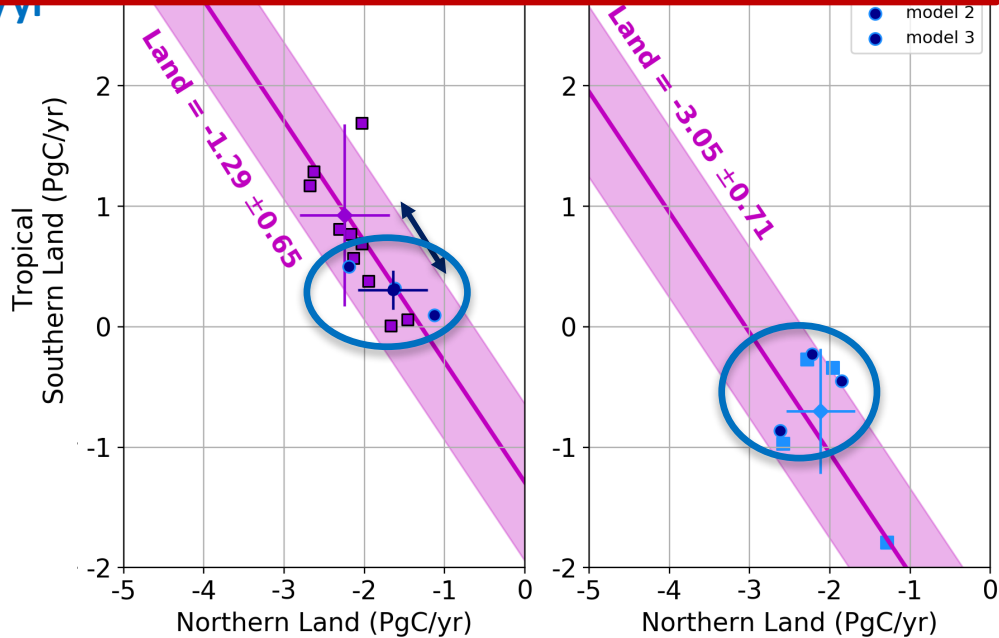 model 2
model 3
Land = -1.29 ±0.65
Land = -3.05 ±0.71
Tropical
Southern Land (PgC/yr)
2
1
0
-1
-2
-5 -4 -3 -2 -1 0
Northern Land (PgC/yr)
2
1
0
-1
-2
-5 -4 -3 -2 -1 0
Northern Land (PgC/yr)